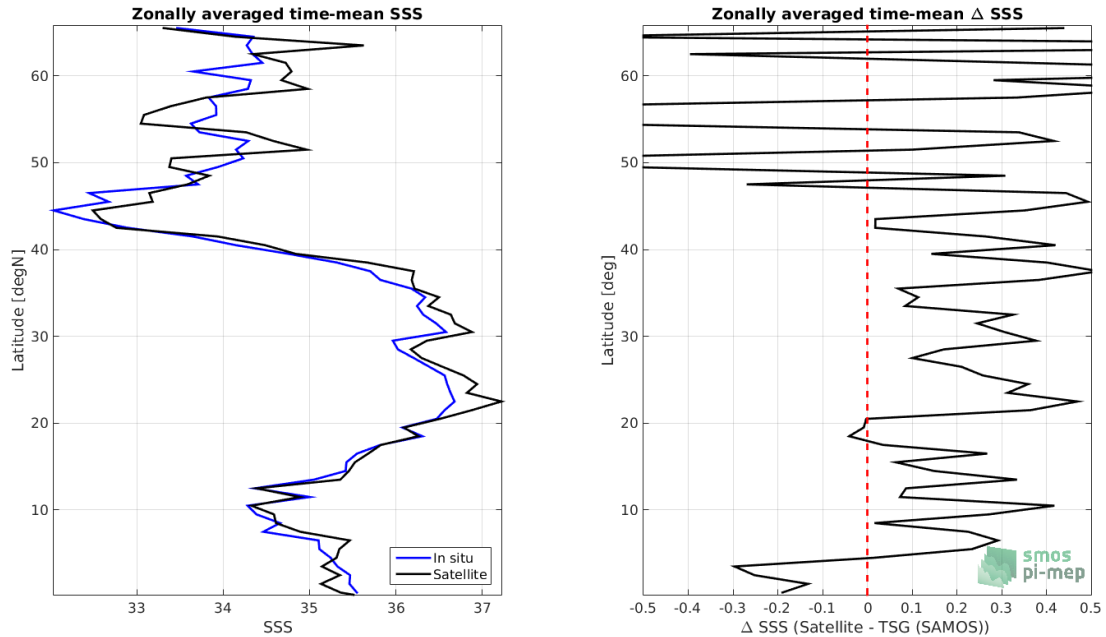 Zonally averaged time-mean SSS
60
50
40
30
20
10
Latitude [degN]
33
34
35
36
37
SSS
In situ
Satellite
Zonally averaged time-mean Δ SSS
60
50
40
30
20
10
Latitude [deg]
-0.5
-0.4
-0.3
-0.2
-0.1
0
0.1
0.2
0.3
0.4
0.5
Δ SSS (Satellite - TSG (SAMOS))
smos
pi-mep